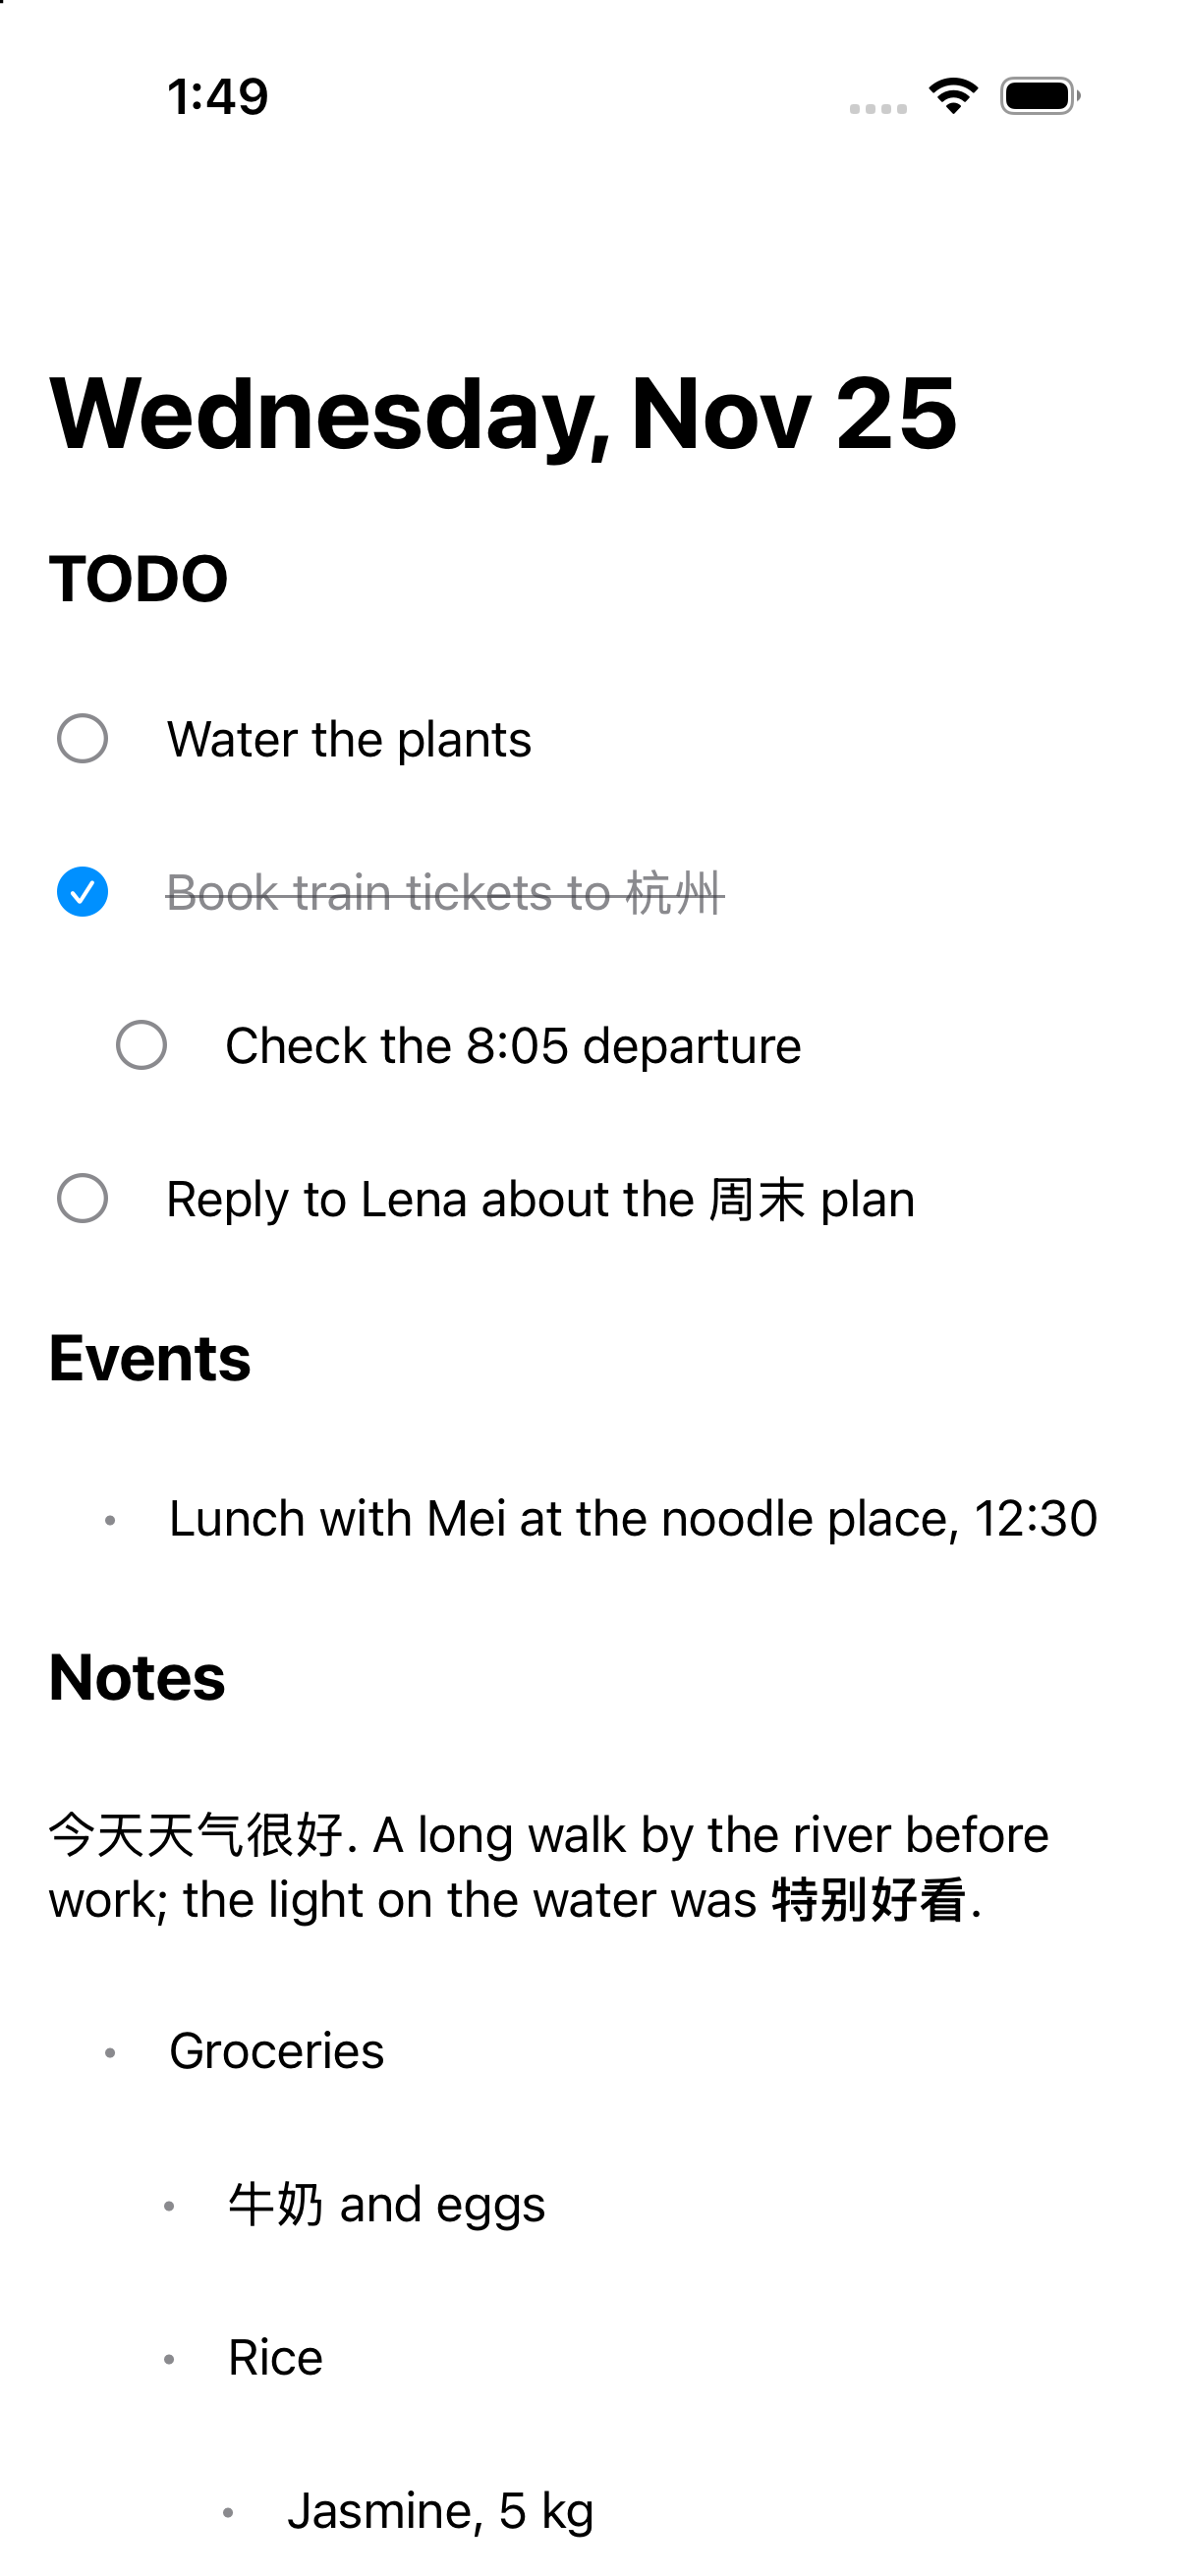 1:49
Wednesday, Nov 25
TODO
Water the plants
Book train tickets to 杭州
Check the 8:05 departure
Reply to Lena about the 周末 plan
Events
Lunch with Mei at the noodle place, 12:30
Notes
今天天气很好. A long walk by the river before
work; the light on the water was 特别好看.
Groceries
牛奶 and eggs
Rice
Jasmine, 5 kg